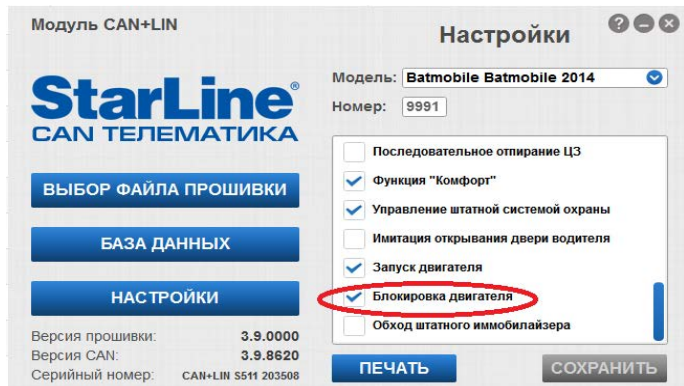 Модуль CAN+LIN
StarLine®
CAN ТЕЛЕМАТИКА
ВЫБОР ФАЙЛА ПРОШИВКИ
БАЗА ДАННЫХ
НАСТРОЙКИ
Версия прошивки: 3.9.0000
Версия CAN: 3.9.8620
Серийный номер: CAN+LIN S511 203508
Настройки
? – ×
Модель: Batmobile Batmobile 2014
Номер: 9991
Последовательное отпирание ЦЗ
Функция "Комфорт"
Управление штатной системой охраны
Имитация открывания двери водителя
Запуск двигателя
Блокировка двигателя
Обход штатного иммобилайзера
ПЕЧАТЬ
СОХРАНИТЬ